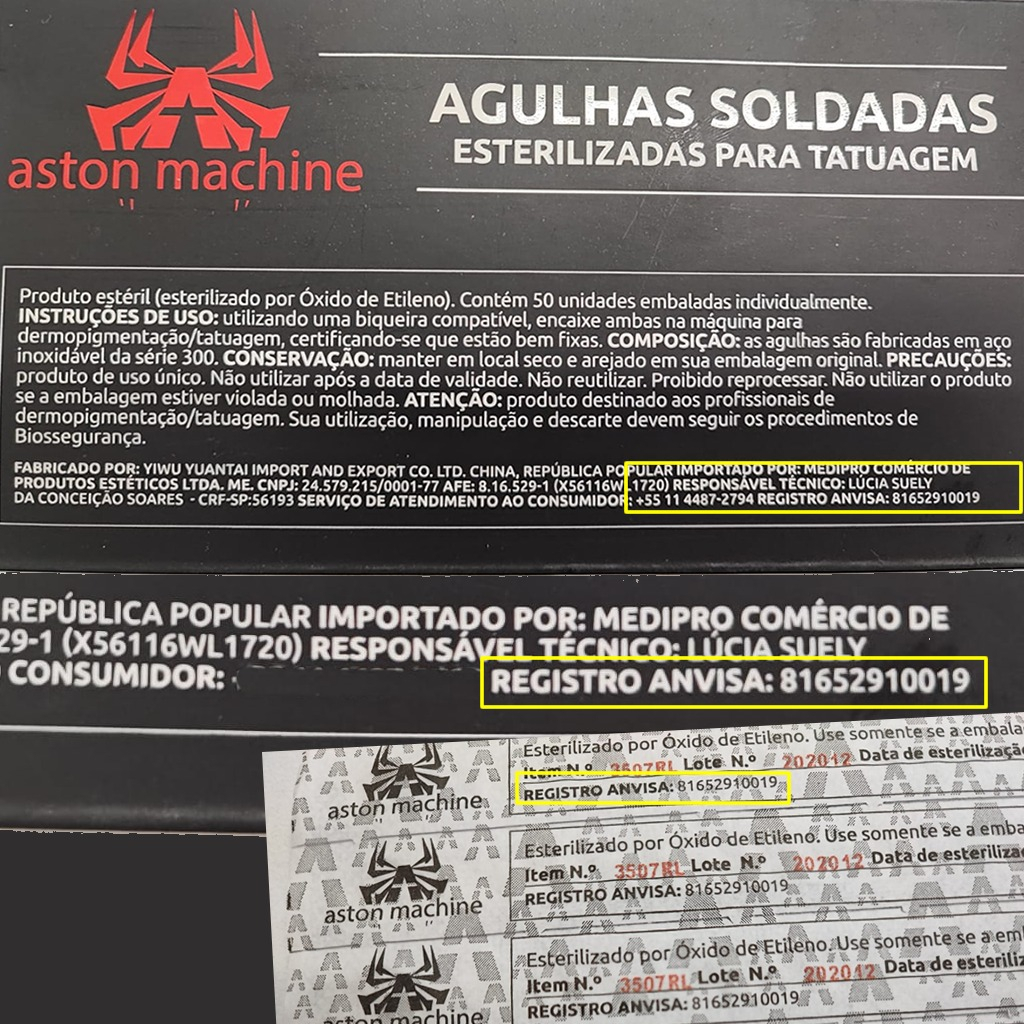 aston machine
AGULHAS SOLDADAS
ESTERILIZADAS PARA TATUAGEM
Produto estéril (esterilizado por Óxido de Etileno). Contém 50 unidades embaladas individualmente.
INSTRUÇÕES DE USO: utilizando uma biqueira compatível, encaixe ambas na máquina para
dermopigmentação/tatuagem, certificando-se que estão bem fixas. COMPOSIÇÃO: as agulhas são fabricadas em aço
inoxidável da série 300. CONSERVAÇÃO: manter em local seco e arejado em sua embalagem original. PRECAUÇÕES:
produto de uso único. Não utilizar após a data de validade. Não reutilizar. Proibido reprocessar. Não utilizar o produto
se a embalagem estiver violada ou molhada. ATENÇÃO: produto destinado aos profissionais de
dermopigmentação/tatuagem. Sua utilização, manipulação e descarte devem seguir os procedimentos de
Biossegurança.
FABRICADO POR: YIWU YUANTAI IMPORT AND EXPORT CO. LTD. CHINA, REPÚBLICA POPULAR IMPORTADO POR: MEDIPRO COMÉRCIO DE
PRODUTOS ESTÉTICOS LTDA. ME. CNPJ: 24.579.215/0001-77 AFE: 8.16.529-1 (X56116WL1720) RESPONSÁVEL TÉCNICO: LÚCIA SUELY
DA CONCEIÇÃO SOARES - CRF-SP:56193 SERVIÇO DE ATENDIMENTO AO CONSUMIDOR: +55 11 4487-2794 REGISTRO ANVISA: 81652910019
REPÚBLICA POPULAR IMPORTADO POR: MEDIPRO COMÉRCIO DE
29-1 (X56116WL1720) RESPONSÁVEL TÉCNICO: LÚCIA SUELY
CONSUMIDOR: REGISTRO ANVISA: 81652910019
Esterilizado por Óxido de Etileno. Use somente se a embala
Item N.º 3507RL Lote N.º 202012 Data de esterilização
REGISTRO ANVISA: 81652910019
aston machine
Esterilizado por Óxido de Etileno. Use somente se a emba
Item N.º 3507RL Lote N.º 202012 Data de esteriliza
REGISTRO ANVISA: 81652910019
aston machine
Esterilizado por Óxido de Etileno. Use somente se a em
Item N.º 3507RL Lote N.º 202012 Data de esteriliz
REGISTRO ANVISA: 81652910019
aston machine